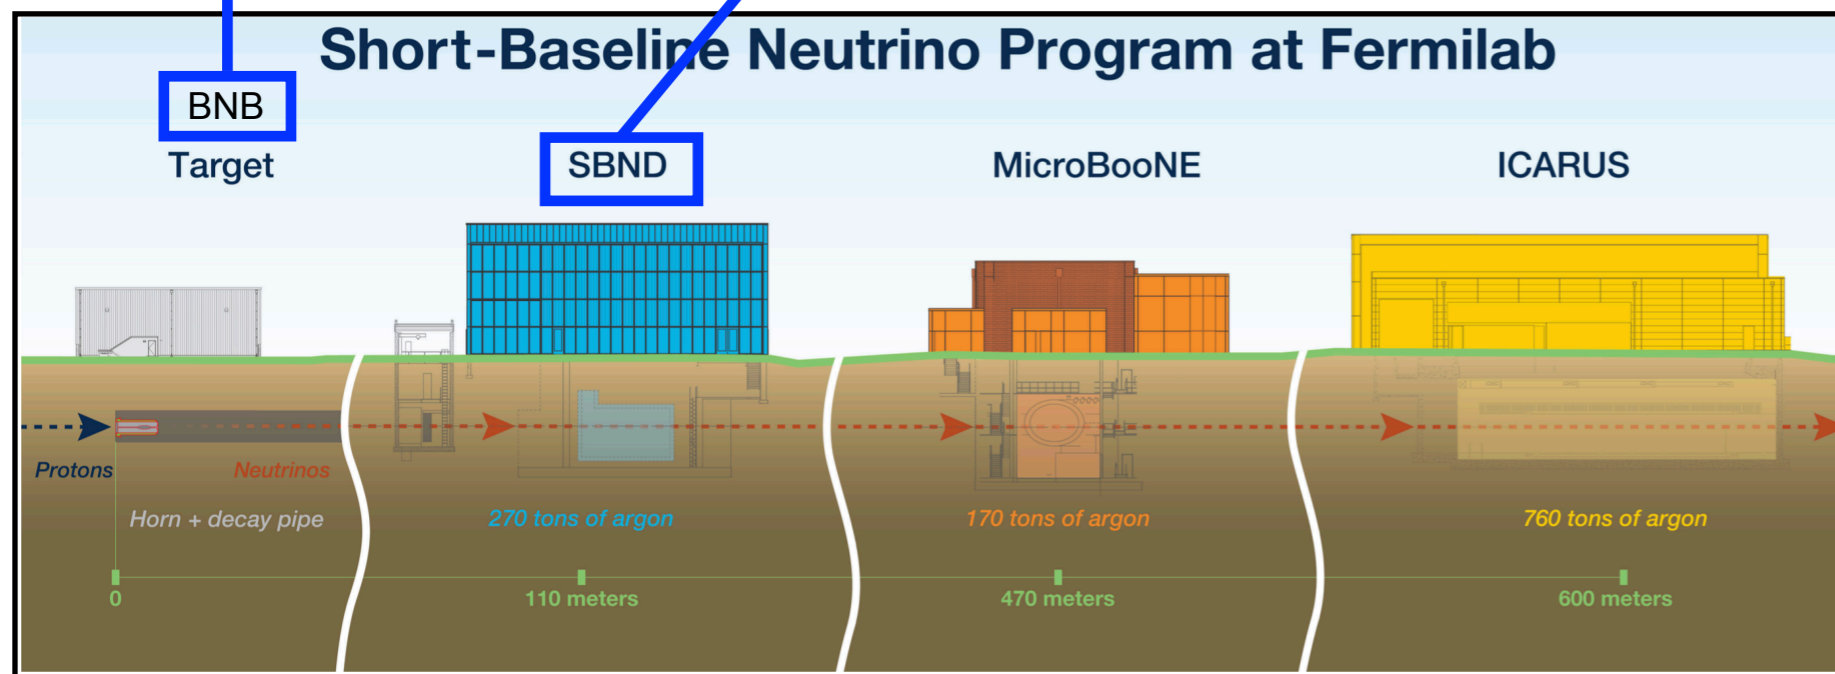 Short-Baseline Neutrino Program at Fermilab
BNB
Target
SBND
MicroBooNE
ICARUS
Protons
Neutrinos
Horn + decay pipe
270 tons of argon
170 tons of argon
760 tons of argon
0
110 meters
470 meters
600 meters